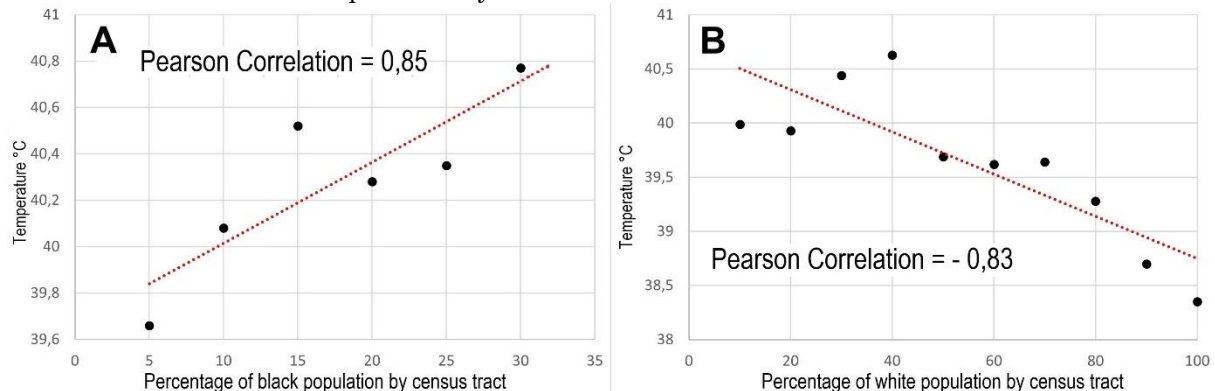 A
Pearson Correlation = 0,85
Temperature °C
41
40,8
40,6
40,4
40,2
40
39,8
39,6
0 5 10 15 20 25 30 35
Percentage of black population by census tract
B
Pearson Correlation = - 0,83
Temperature °C
41
40,5
40
39,5
39
38,5
38
0 20 40 60 80 100
Percentage of white population by census tract